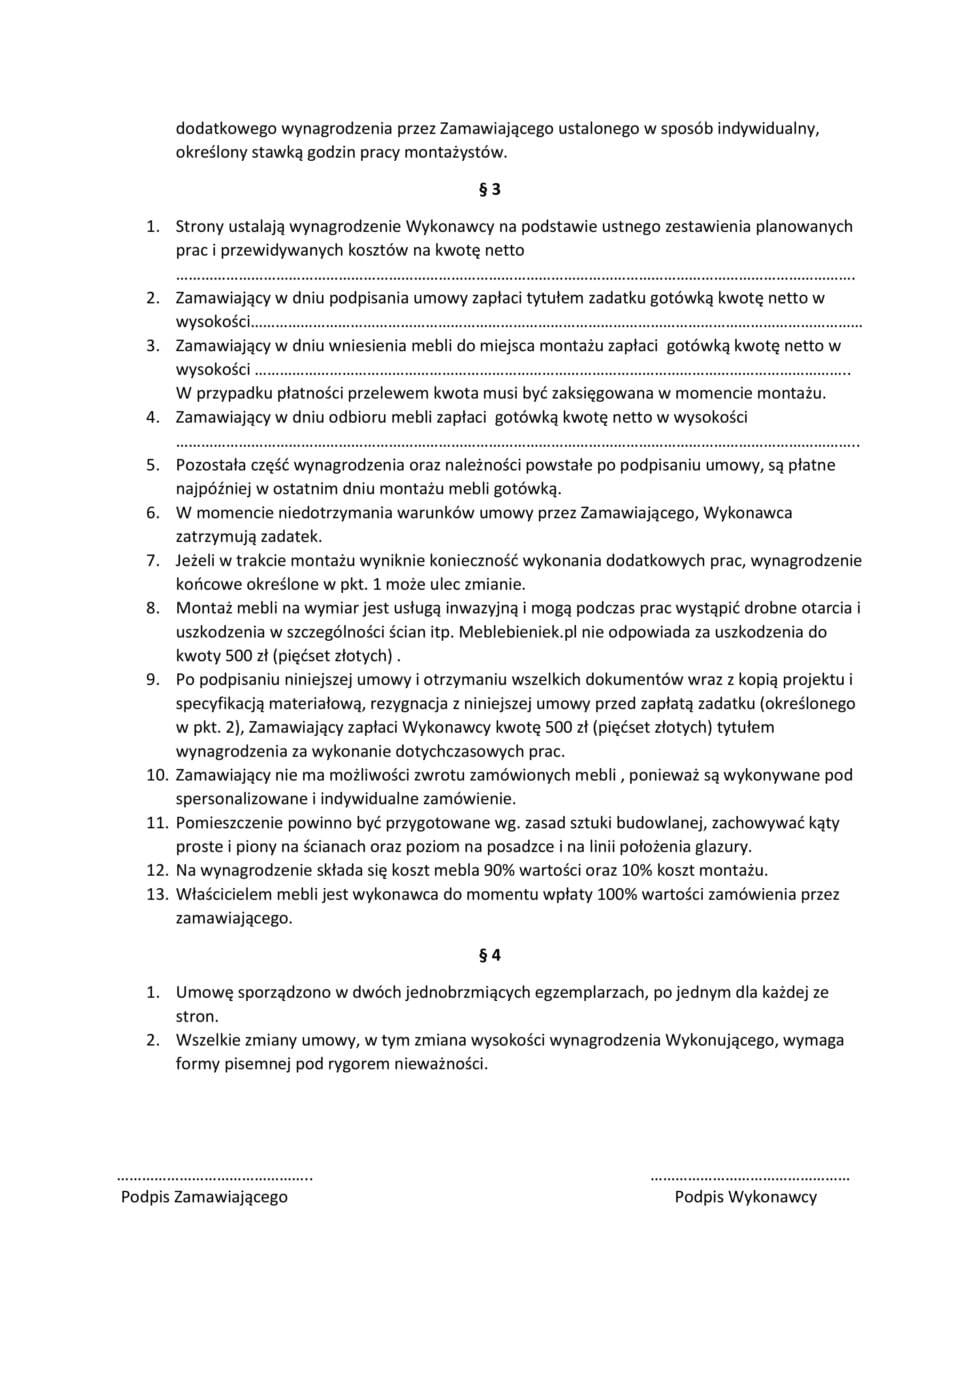 dodatkowego wynagrodzenia przez Zamawiającego ustalonego w sposób indywidualny,
określony stawką godzin pracy montażystów.
§ 3
1. Strony ustalają wynagrodzenie Wykonawcy na podstawie ustnego zestawienia planowanych
prac i przewidywanych kosztów na kwotę netto
……………………………………………………………………………………………………………………………………………….
2. Zamawiający w dniu podpisania umowy zapłaci tytułem zadatku gotówką kwotę netto w
wysokości…………………………………………………………………………………………………………………………………
3. Zamawiający w dniu wniesienia mebli do miejsca montażu zapłaci gotówką kwotę netto w
wysokości ……………………………………………………………………………………………………………………………..
W przypadku płatności przelewem kwota musi być zaksięgowana w momencie montażu.
4. Zamawiający w dniu odbioru mebli zapłaci gotówką kwotę netto w wysokości
………………………………………………………………………………………………………………………………………………..
5. Pozostała część wynagrodzenia oraz należności powstałe po podpisaniu umowy, są płatne
najpóźniej w ostatnim dniu montażu mebli gotówką.
6. W momencie niedotrzymania warunków umowy przez Zamawiającego, Wykonawca
zatrzymują zadatek.
7. Jeżeli w trakcie montażu wyniknie konieczność wykonania dodatkowych prac, wynagrodzenie
końcowe określone w pkt. 1 może ulec zmianie.
8. Montaż mebli na wymiar jest usługą inwazyjną i mogą podczas prac wystąpić drobne otarcia i
uszkodzenia w szczególności ścian itp. Meblebieniek.pl nie odpowiada za uszkodzenia do
kwoty 500 zł (pięćset złotych) .
9. Po podpisaniu niniejszej umowy i otrzymaniu wszelkich dokumentów wraz z kopią projektu i
specyfikacją materiałową, rezygnacja z niniejszej umowy przed zapłatą zadatku (określonego
w pkt. 2), Zamawiający zapłaci Wykonawcy kwotę 500 zł (pięćset złotych) tytułem
wynagrodzenia za wykonanie dotychczasowych prac.
10. Zamawiający nie ma możliwości zwrotu zamówionych mebli , ponieważ są wykonywane pod
spersonalizowane i indywidualne zamówienie.
11. Pomieszczenie powinno być przygotowane wg. zasad sztuki budowlanej, zachowywać kąty
proste i piony na ścianach oraz poziom na posadzce i na linii położenia glazury.
12. Na wynagrodzenie składa się koszt mebla 90% wartości oraz 10% koszt montażu.
13. Właścicielem mebli jest wykonawca do momentu wpłaty 100% wartości zamówienia przez
zamawiającego.
§ 4
1. Umowę sporządzono w dwóch jednobrzmiących egzemplarzach, po jednym dla każdej ze
stron.
2. Wszelkie zmiany umowy, w tym zmiana wysokości wynagrodzenia Wykonującego, wymaga
formy pisemnej pod rygorem nieważności.
……………………………………….. …………………………………………
Podpis Zamawiającego Podpis Wykonawcy